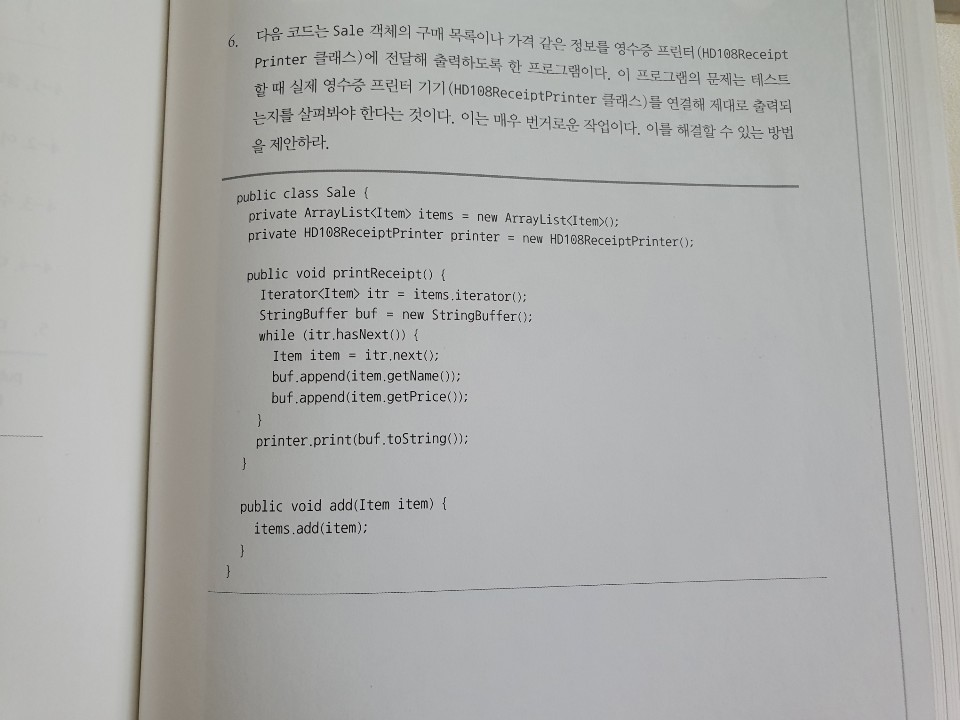 6. 다음 코드는 Sale 객체의 구매 목록이나 가격 같은 정보를 영수증 프린터(HD108Receipt
Printer 클래스)에 전달해 출력하도록 한 프로그램이다. 이 프로그램의 문제는 테스트
할 때 실제 영수증 프린터 기기(HD108ReceiptPrinter 클래스)를 연결해 제대로 출력되
는지를 살펴봐야 한다는 것이다. 이는 매우 번거로운 작업이다. 이를 해결할 수 있는 방법
을 제안하라.
public class Sale {
private ArrayList<Item> items = new ArrayList<Item>();
private HD108ReceiptPrinter printer = new HD108ReceiptPrinter();
public void printReceipt() {
Iterator<Item> itr = items.iterator();
StringBuffer buf = new StringBuffer();
while (itr.hasNext()) {
Item item = itr.next();
buf.append(item.getName());
buf.append(item.getPrice());
}
printer.print(buf.toString());
}
public void add(Item item) {
items.add(item);
}
}